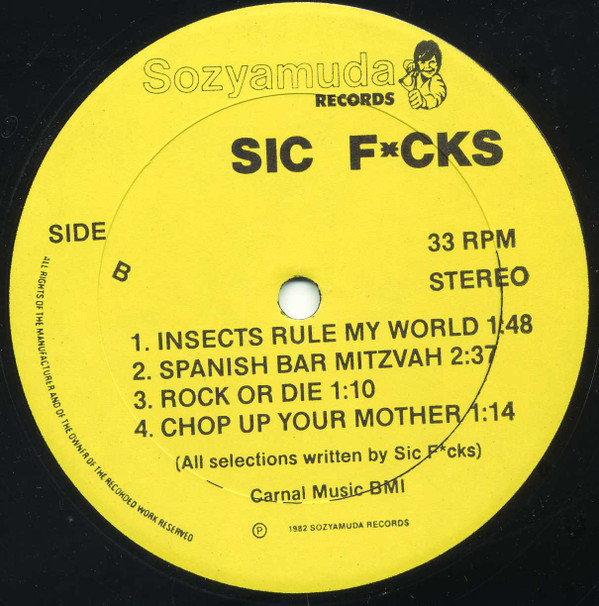 Sozyamuda
RECORDS
SIC F*CKS
SIDE
B
33 RPM
STEREO
1. INSECTS RULE MY WORLD 1:48
2. SPANISH BAR MITZVAH 2:37
3. ROCK OR DIE 1:10
4. CHOP UP YOUR MOTHER 1:14
(All selections written by Sic F*cks)
Carnal Music BMI
℗ 1982 SOZYAMUDA RECORDS
ALL RIGHTS OF THE MANUFACTURER AND OF THE OWNER OF THE RECORDED WORK RESERVED